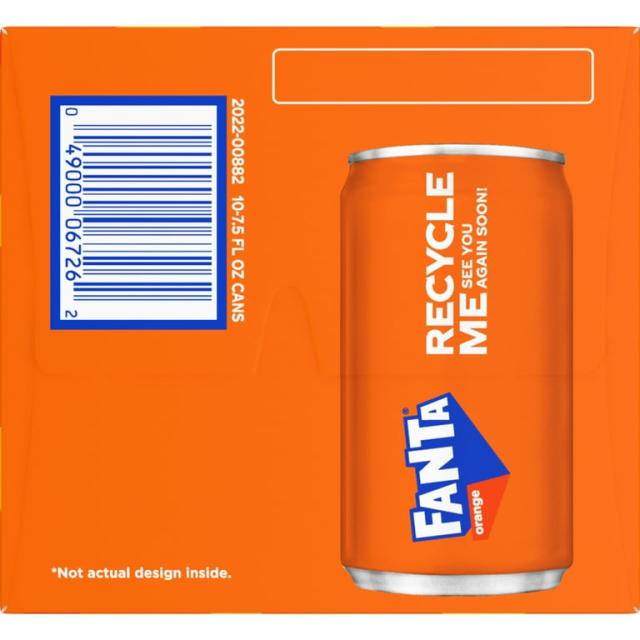 0 49000 06726 2
2022-00882 10-7.5 FL OZ CANS
RECYCLE
ME SEE YOU
AGAIN SOON!
FANTA®
orange
*Not actual design inside.